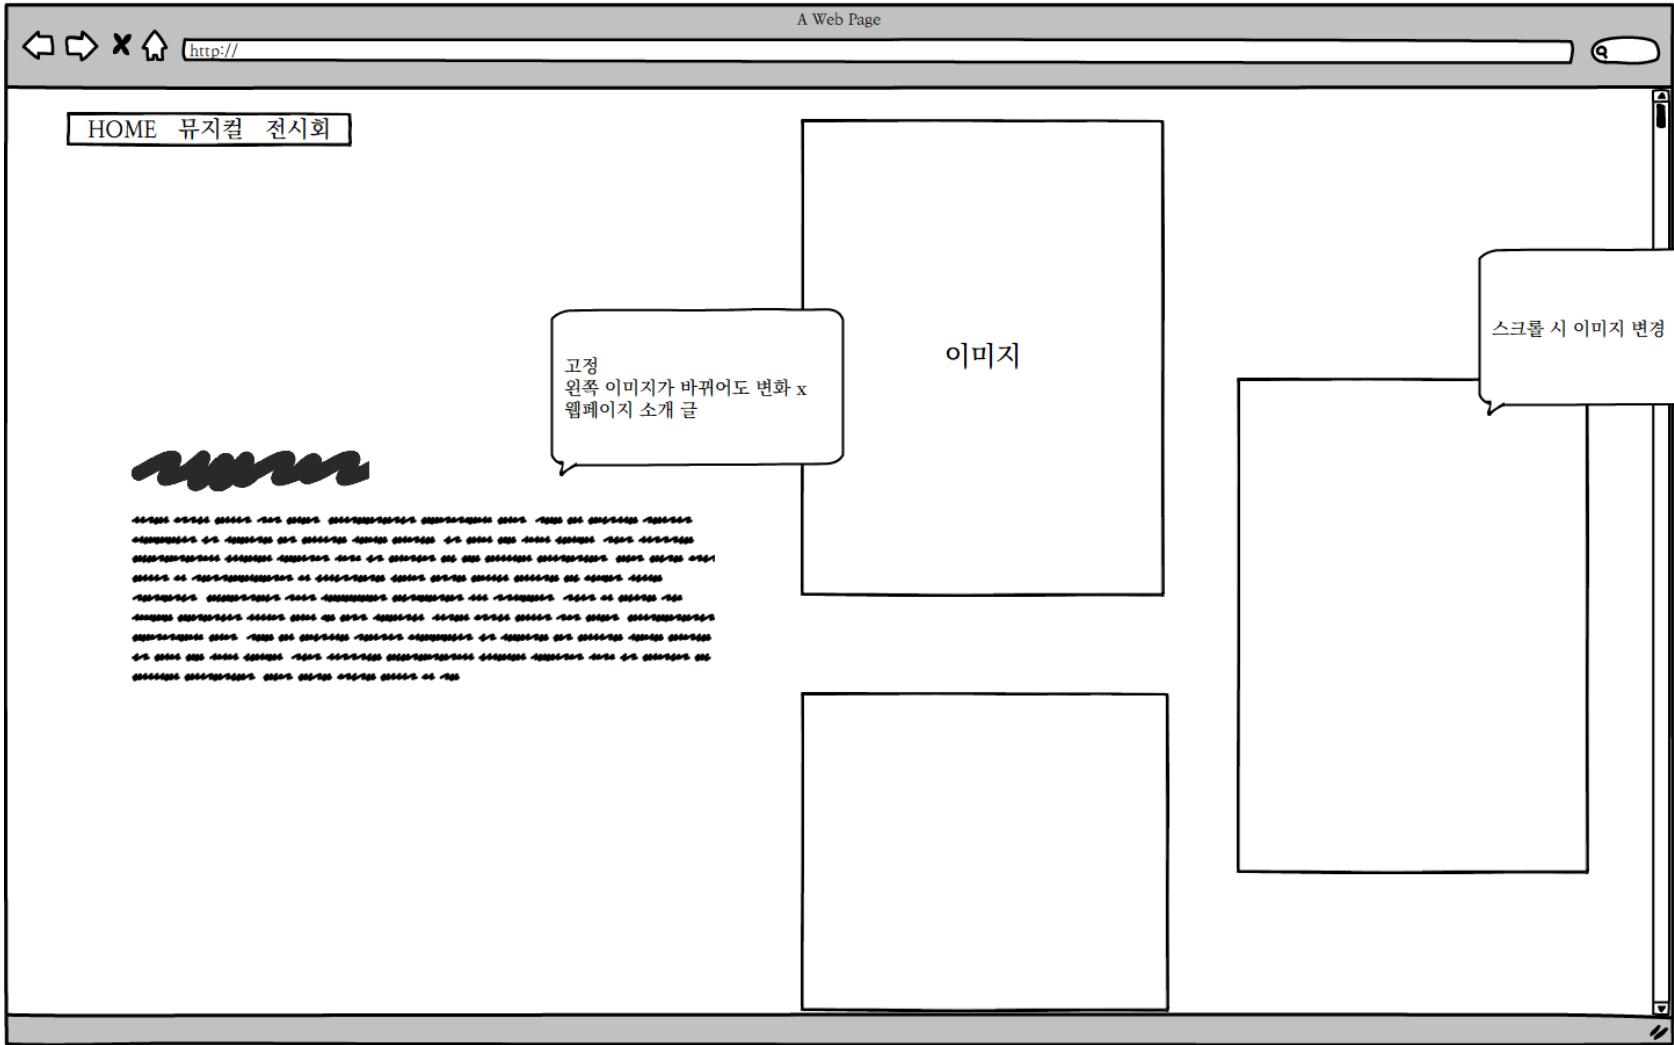 A Web Page
http://
HOME 뮤지컬 전시회
이미지
고정
왼쪽 이미지가 바뀌어도 변화 x
웹페이지 소개 글
스크롤 시 이미지 변경